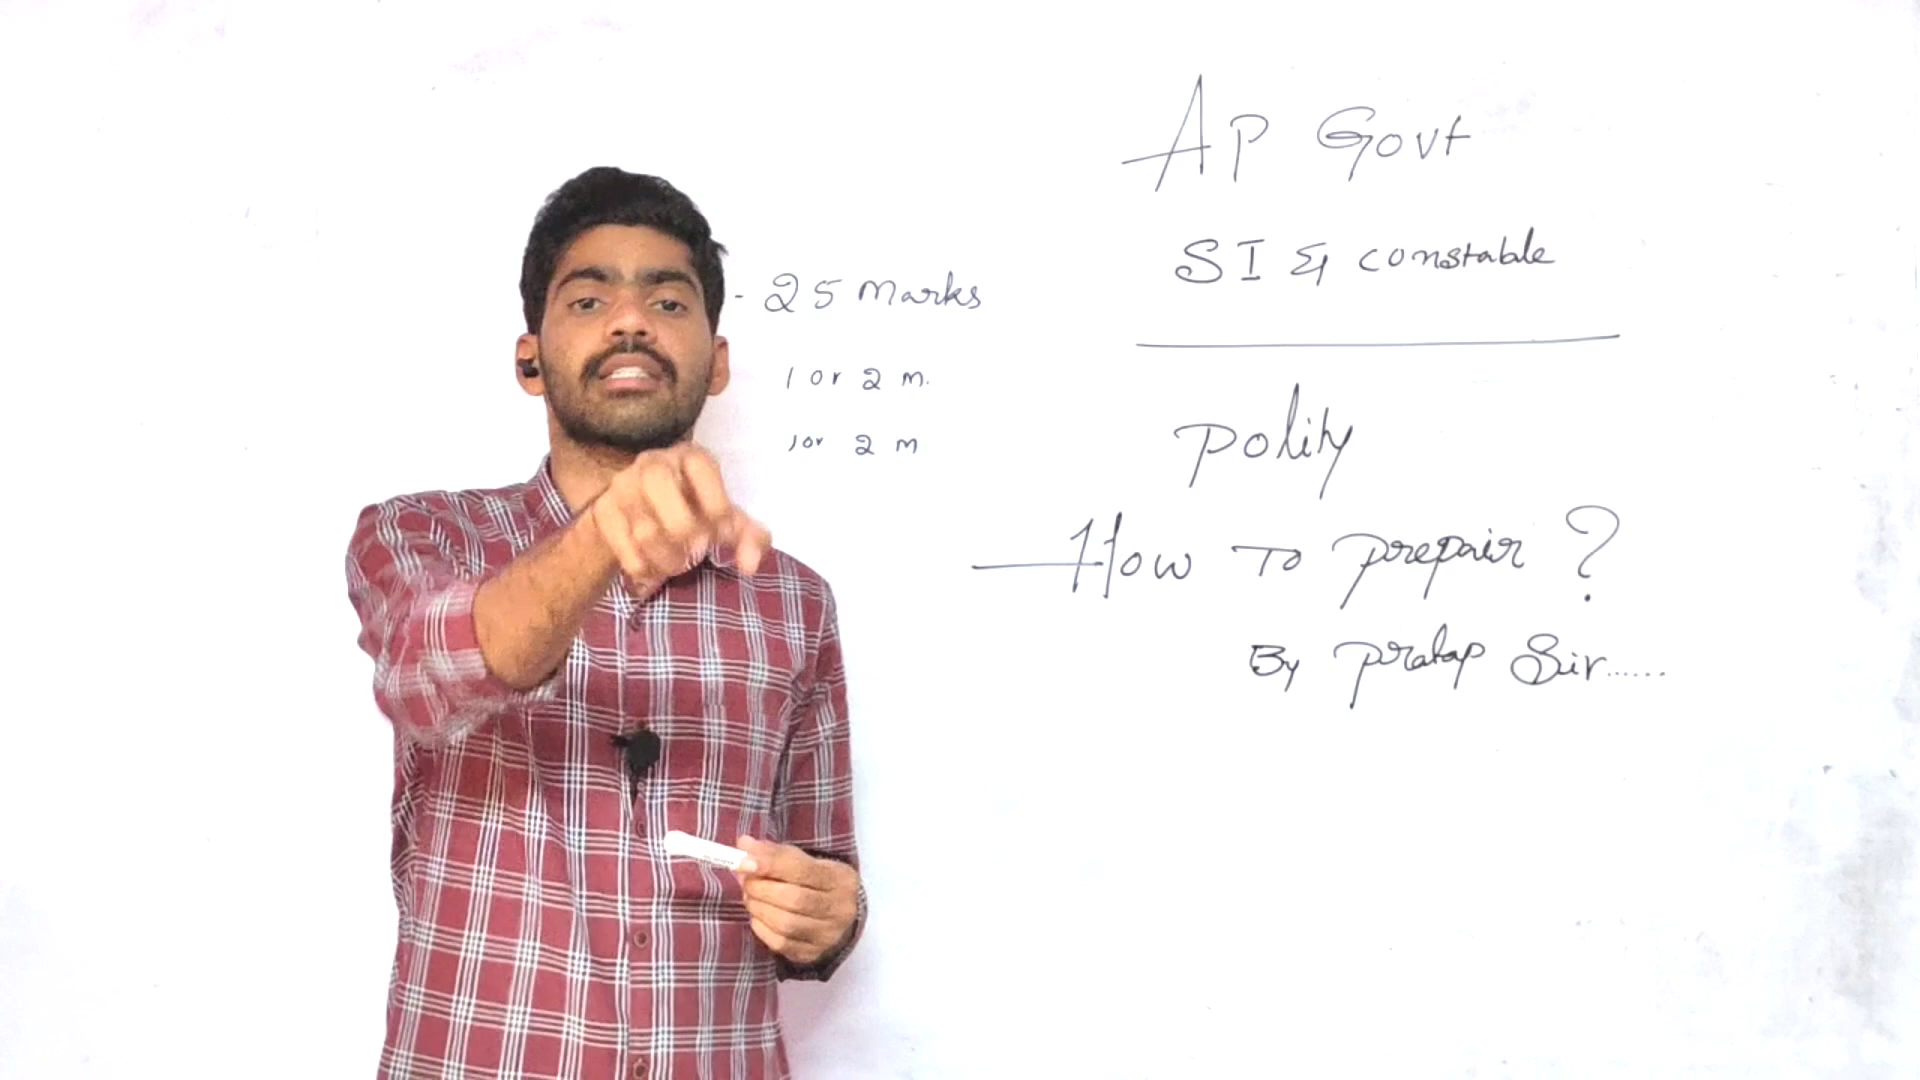 AP Govt
SI & constable
- 25 Marks
1 or 2 m.
1 or 2 m
Polity
How To prepair ?
By pratap Sir......